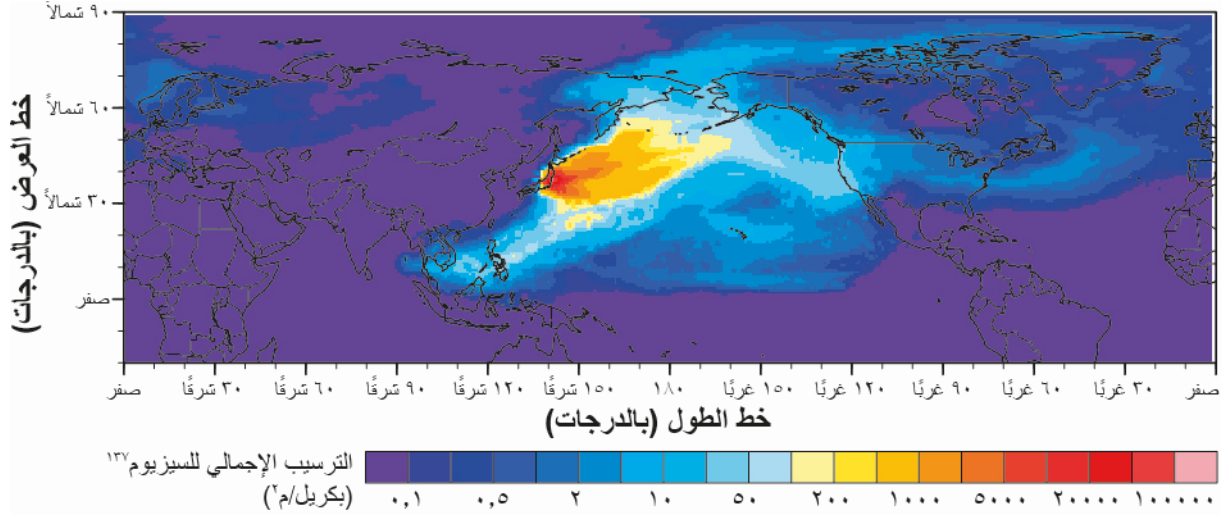 ٩٠ شمالاً
٦٠ شمالاً
٣٠ شمالاً
صفر
خط العرض (بالدرجات)
صفر ٣٠ شرقًا ٦٠ شرقًا ٩٠ شرقًا ١٢٠ شرقًا ١٥٠ شرقًا ١٨٠ ١٥٠ غربًا ١٢٠ غربًا ٩٠ غربًا ٦٠ غربًا ٣٠ غربًا صفر
خط الطول (بالدرجات)
الترسيب الإجمالي للسيزيوم¹³⁷
(بكريل/م²)
٠,١ ٠,٥ ٢ ١٠ ٥٠ ٢٠٠ ١٠٠٠ ٥٠٠٠ ٢٠٠٠٠ ١٠٠٠٠٠